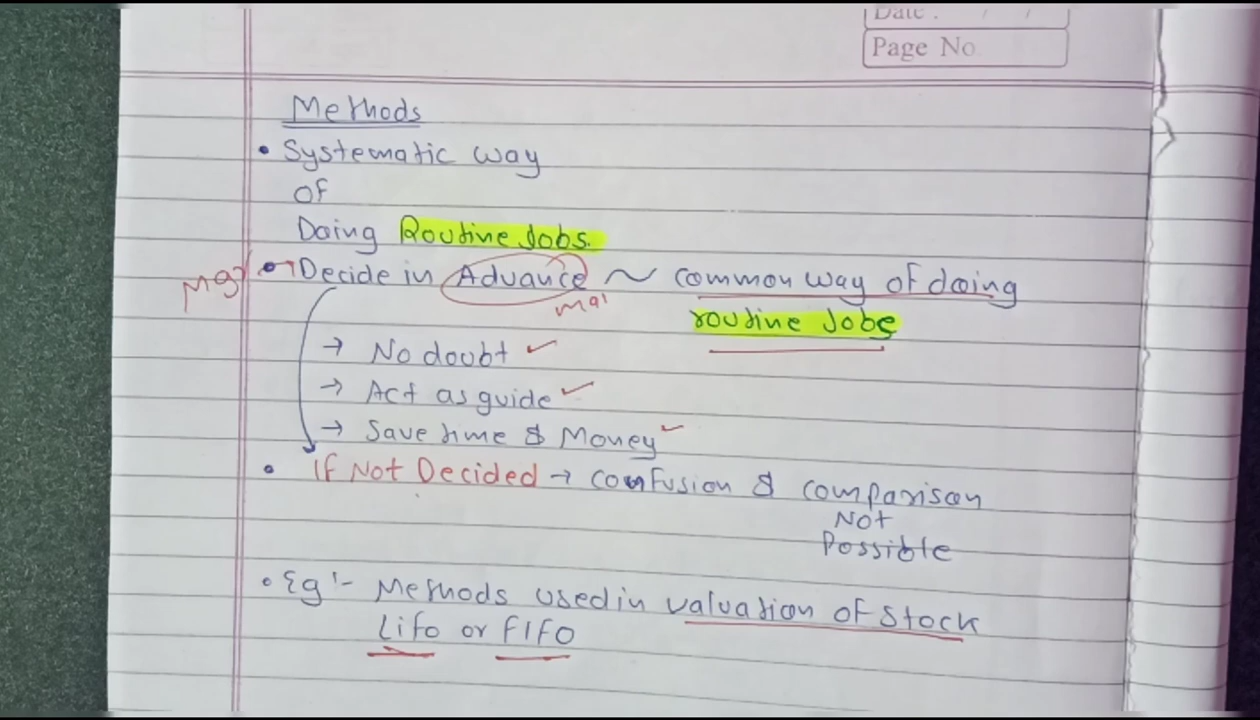 Date : / /
Page No
Methods
• Systematic way
of
Doing Routine Jobs.
• Decide in Advance ~ common way of doing
routine Jobs
→ No doubt ✓
→ Act as guide ✓
→ Save time & Money ✓
• If Not Decided → confusion & comparison
Not
Possible
• Eg :- Methods used in valuation of Stock
Lifo or FIFO